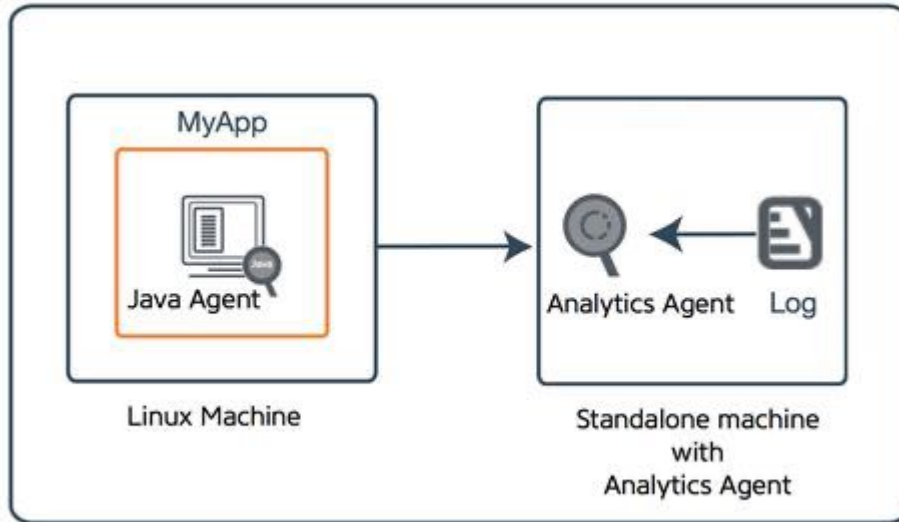 MyApp
Java
Java Agent
Linux Machine
Analytics Agent
Log
Standalone machine
with
Analytics Agent